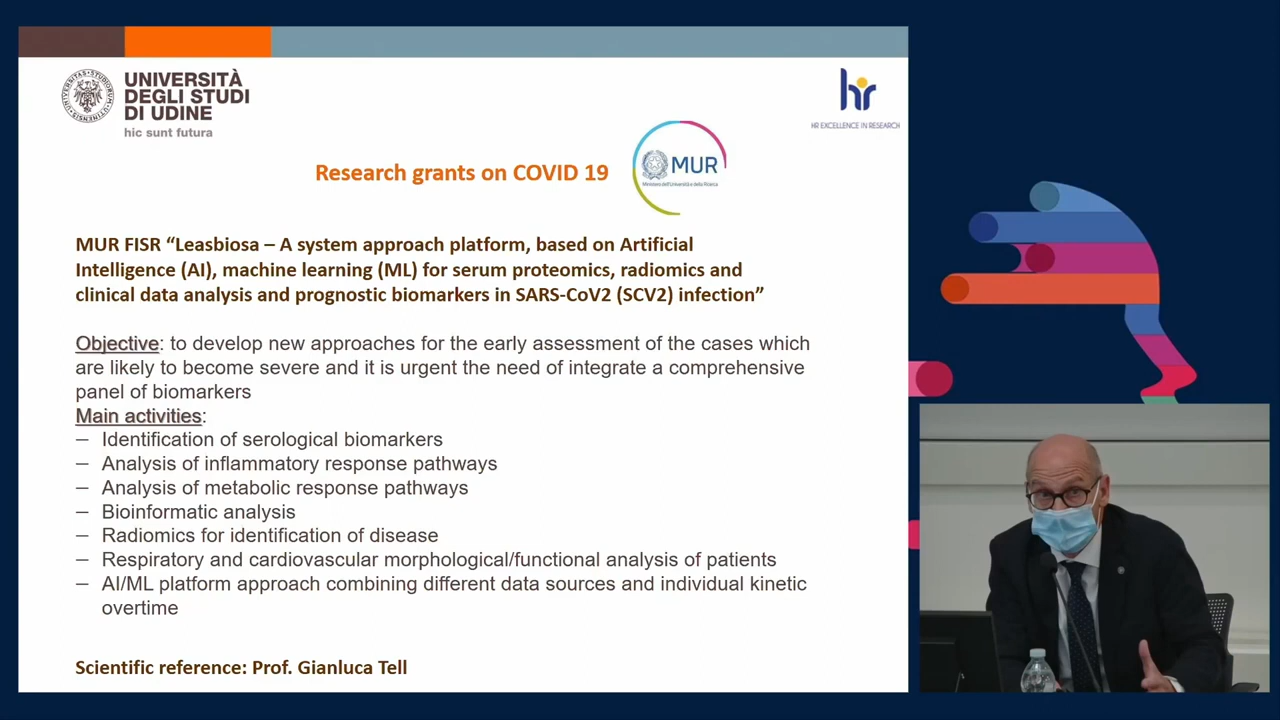 UNIVERSITÀ
DEGLI STUDI
DI UDINE
hic sunt futura
hr
HR EXCELLENCE IN RESEARCH
Research grants on COVID 19
MUR
Ministero dell'Università e della Ricerca
MUR FISR “Leasbiosa – A system approach platform, based on Artificial
Intelligence (AI), machine learning (ML) for serum proteomics, radiomics and
clinical data analysis and prognostic biomarkers in SARS-CoV2 (SCV2) infection”
Objective: to develop new approaches for the early assessment of the cases which
are likely to become severe and it is urgent the need of integrate a comprehensive
panel of biomarkers
Main activities:
– Identification of serological biomarkers
– Analysis of inflammatory response pathways
– Analysis of metabolic response pathways
– Bioinformatic analysis
– Radiomics for identification of disease
– Respiratory and cardiovascular morphological/functional analysis of patients
– AI/ML platform approach combining different data sources and individual kinetic
overtime
Scientific reference: Prof. Gianluca Tell